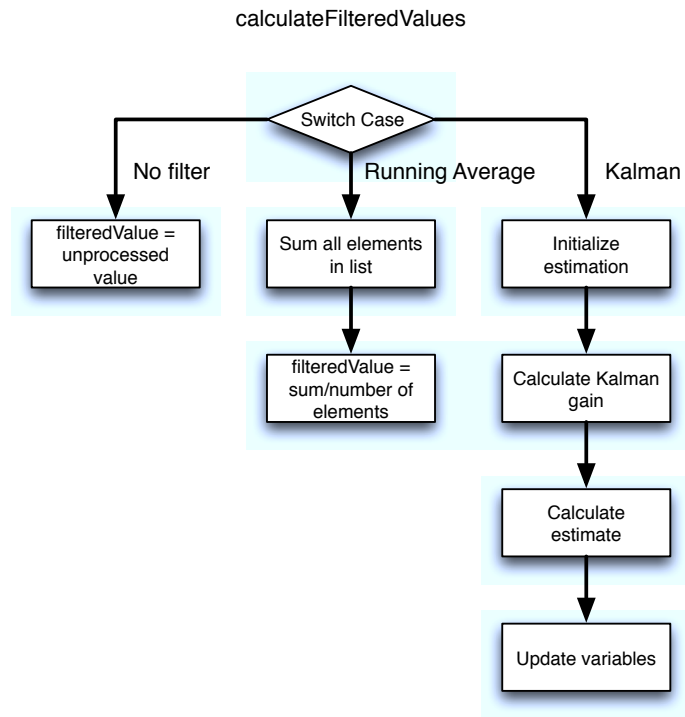 calculateFilteredValues
Switch Case
No filter
Running Average
Kalman
filteredValue =
unprocessed
value
Sum all elements
in list
Initialize
estimation
filteredValue =
sum/number of
elements
Calculate Kalman
gain
Calculate
estimate
Update variables